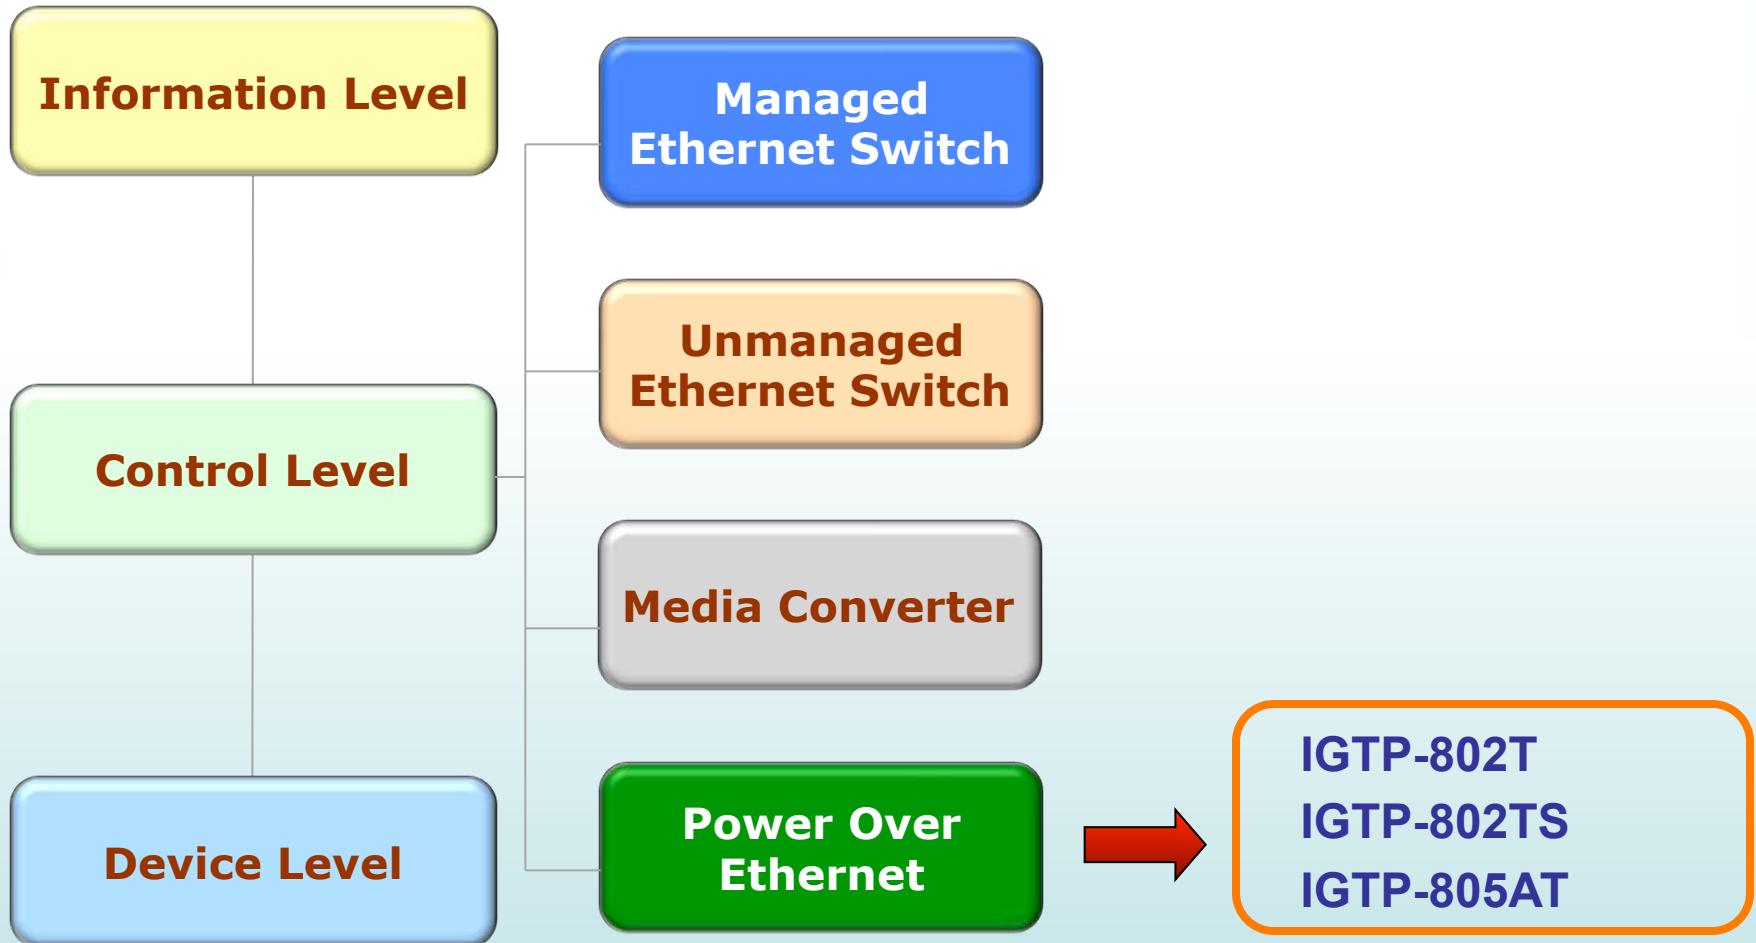 Information Level
Control Level
Device Level
Managed
Ethernet Switch
Unmanaged
Ethernet Switch
Media Converter
Power Over
Ethernet
IGTP-802T
IGTP-802TS
IGTP-805AT